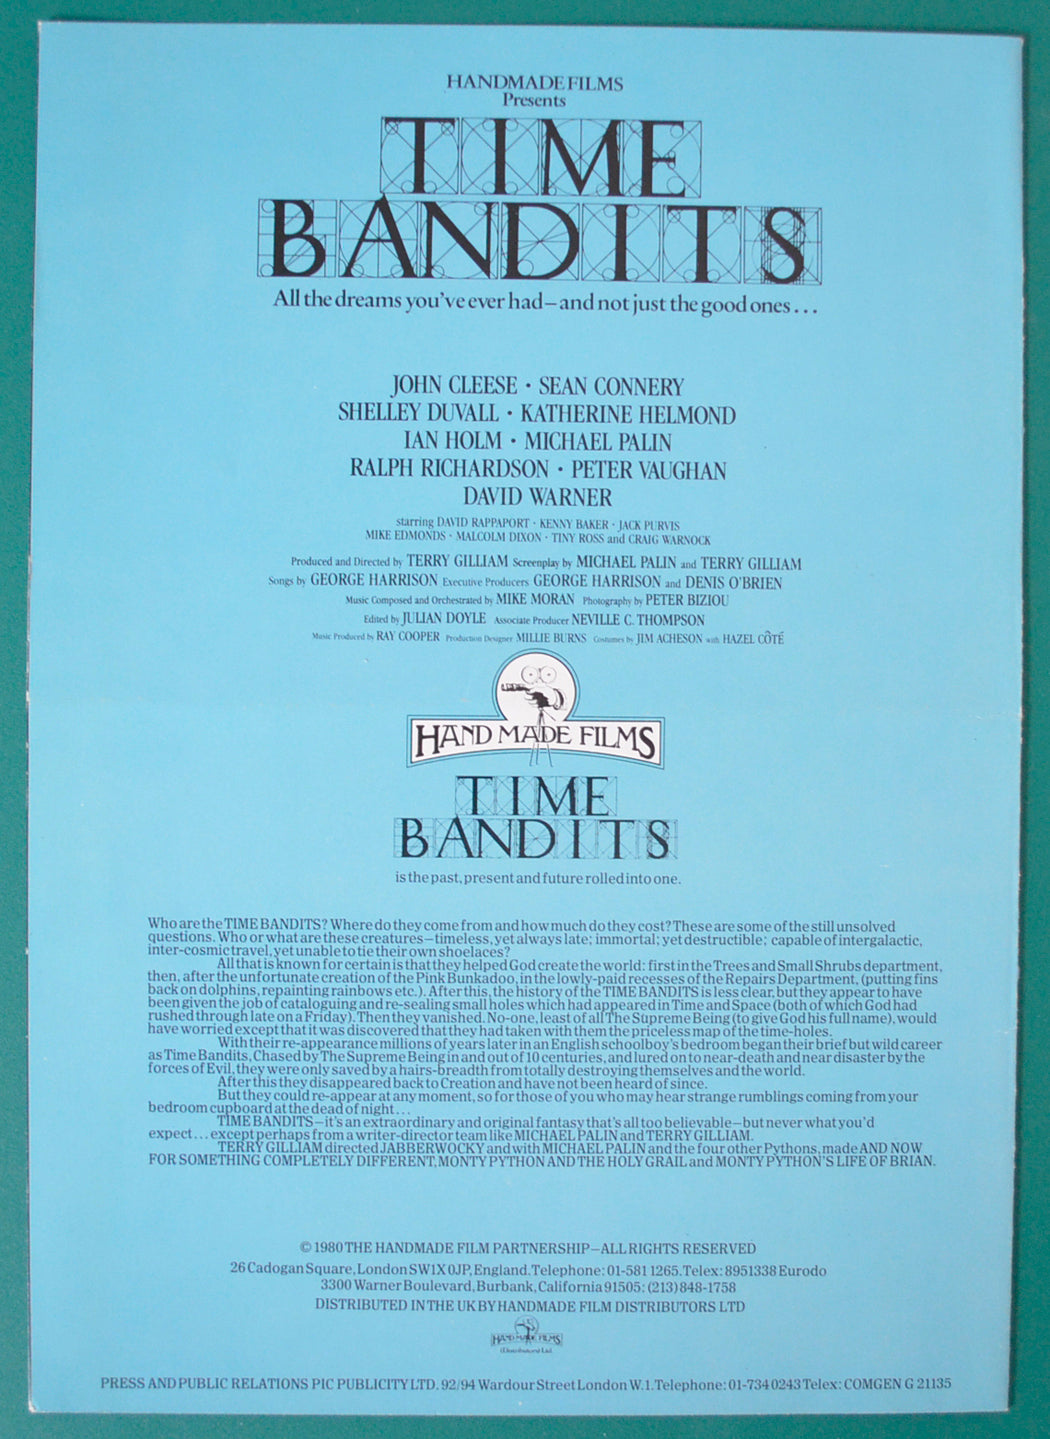 HANDMADE FILMS
Presents
TIME
BANDITS
All the dreams you've ever had–and not just the good ones...
JOHN CLEESE · SEAN CONNERY
SHELLEY DUVALL · KATHERINE HELMOND
IAN HOLM · MICHAEL PALIN
RALPH RICHARDSON · PETER VAUGHAN
DAVID WARNER
starring DAVID RAPPAPORT · KENNY BAKER · JACK PURVIS
MIKE EDMONDS · MALCOLM DIXON · TINY ROSS and CRAIG WARNOCK
Produced and Directed by TERRY GILLIAM Screenplay by MICHAEL PALIN and TERRY GILLIAM
Songs by GEORGE HARRISON Executive Producers GEORGE HARRISON and DENIS O'BRIEN
Music Composed and Orchestrated by MIKE MORAN Photography by PETER BIZIOU
Edited by JULIAN DOYLE Associate Producer NEVILLE C. THOMPSON
Music Produced by RAY COOPER Production Designer MILLIE BURNS Costumes by JIM ACHESON with HAZEL CÔTÉ
HAND MADE FILMS
TIME
BANDITS
is the past, present and future rolled into one.
Who are the TIME BANDITS? Where do they come from and how much do they cost? These are some of the still unsolved
questions. Who or what are these creatures–timeless, yet always late; immortal; yet destructible; capable of intergalactic,
inter-cosmic travel, yet unable to tie their own shoelaces?
All that is known for certain is that they helped God create the world: first in the Trees and Small Shrubs department,
then, after the unfortunate creation of the Pink Bunkadoo, in the lowly-paid recesses of the Repairs Department, (putting fins
back on dolphins, repainting rainbows etc.). After this, the history of the TIME BANDITS is less clear, but they appear to have
been given the job of cataloguing and re-sealing small holes which had appeared in Time and Space (both of which God had
rushed through late on a Friday). Then they vanished. No-one, least of all The Supreme Being (to give God his full name), would
have worried except that it was discovered that they had taken with them the priceless map of the time-holes.
With their re-appearance millions of years later in an English schoolboy's bedroom began their brief but wild career
as Time Bandits, Chased by The Supreme Being in and out of 10 centuries, and lured on to near-death and near disaster by the
forces of Evil, they were only saved by a hairs-breadth from totally destroying themselves and the world.
After this they disappeared back to Creation and have not been heard of since.
But they could re-appear at any moment, so for those of you who may hear strange rumblings coming from your
bedroom cupboard at the dead of night...
TIME BANDITS–it's an extraordinary and original fantasy that's all too believable–but never what you'd
expect... except perhaps from a writer-director team like MICHAEL PALIN and TERRY GILLIAM.
TERRY GILLIAM directed JABBERWOCKY and with MICHAEL PALIN and the four other Pythons, made AND NOW
FOR SOMETHING COMPLETELY DIFFERENT, MONTY PYTHON AND THE HOLY GRAIL and MONTY PYTHON'S LIFE OF BRIAN.
© 1980 THE HANDMADE FILM PARTNERSHIP–ALL RIGHTS RESERVED
26 Cadogan Square, London SW1X 0JP, England. Telephone: 01-581 1265. Telex: 8951338 Eurodo
3300 Warner Boulevard, Burbank, California 91505: (213) 848-1758
DISTRIBUTED IN THE UK BY HANDMADE FILM DISTRIBUTORS LTD
HAND MADE FILMS
(Distributors) Ltd.
PRESS AND PUBLIC RELATIONS PIC PUBLICITY LTD. 92/94 Wardour Street London W.1. Telephone: 01-734 0243 Telex: COMGEN G 21135